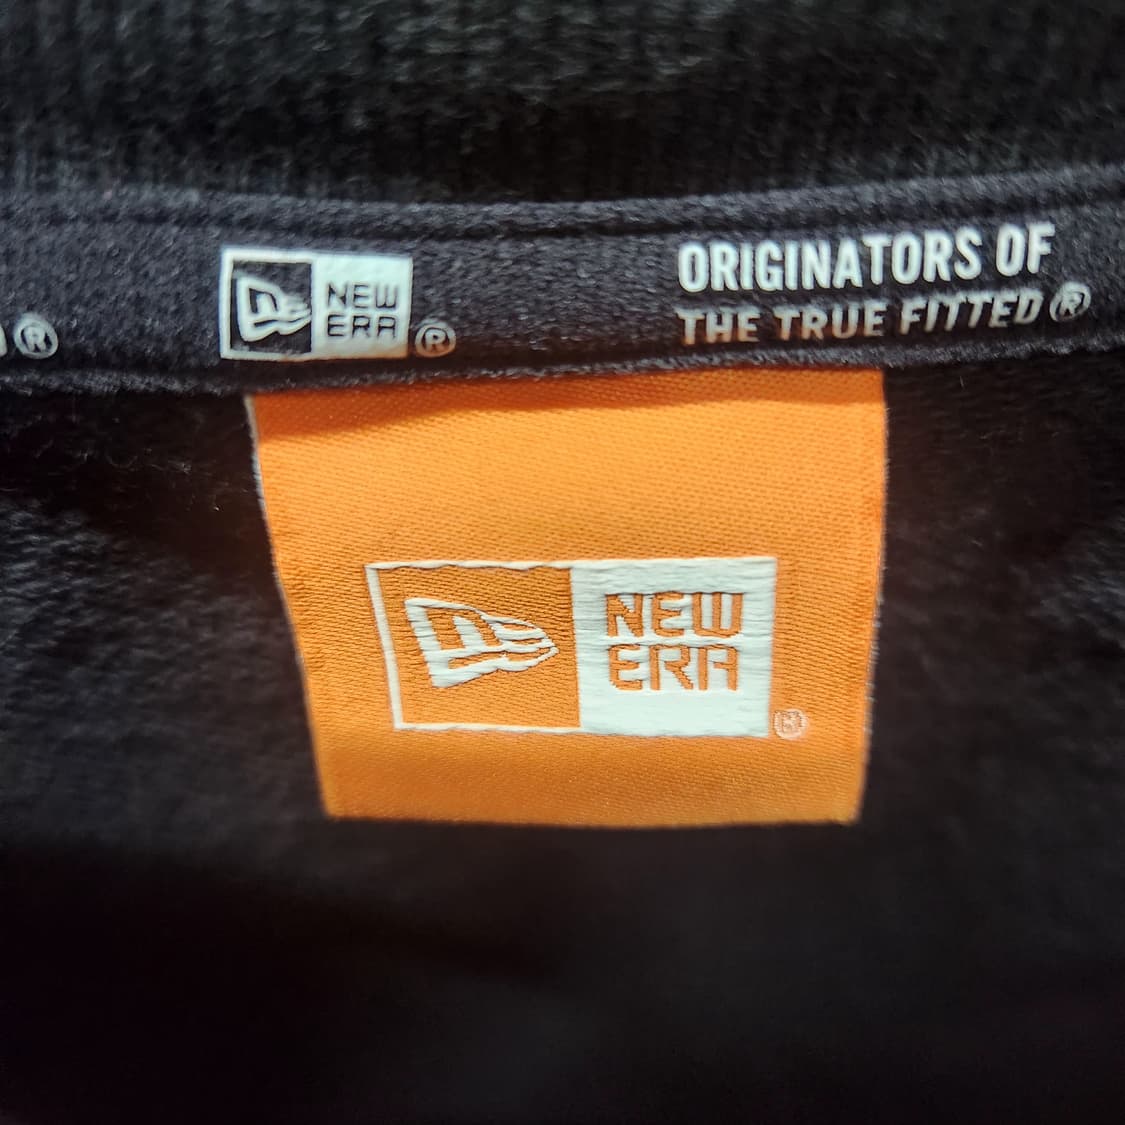 ®
NEW
ERA®
ORIGINATORS OF
THE TRUE FITTED®
NEW
ERA
®